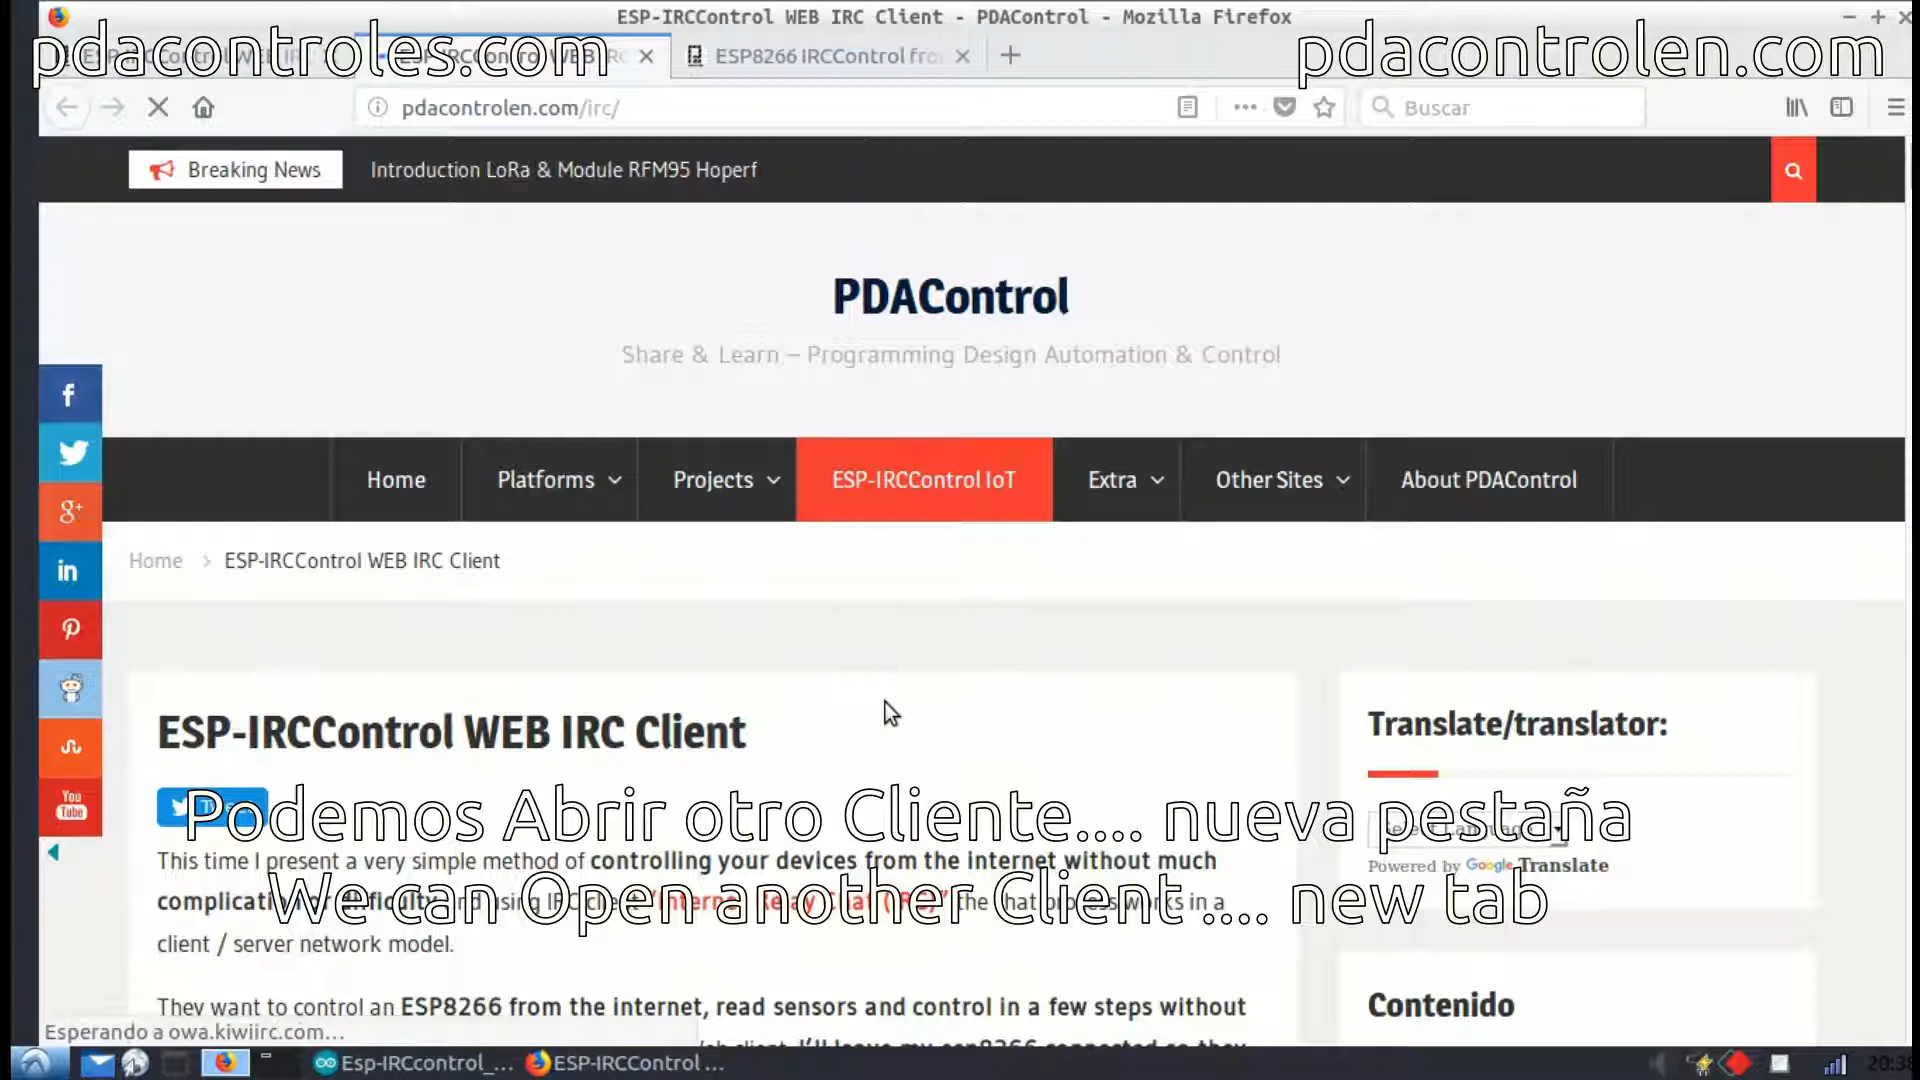 ESP-IRCControl WEB IRC Client - PDAControl - Mozilla Firefox
pdacontroles.com
pdacontrolen.com
ESP8266 IRCControl fro
pdacontrolen.com/irc/
Buscar
Breaking News
Introduction LoRa & Module RFM95 Hoperf
PDAControl
Share & Learn – Programming Design Automation & Control
Home
Platforms
Projects
ESP-IRCControl IoT
Extra
Other Sites
About PDAControl
Home > ESP-IRCControl WEB IRC Client
ESP-IRCControl WEB IRC Client
Translate/translator:
Podemos Abrir otro Cliente.... nueva pestaña
Select Language
Powered by Google Translate
This time I present a very simple method of controlling your devices from the internet without much
We can Open another Client .... new tab
client / server network model.
They want to control an ESP8266 from the internet, read sensors and control in a few steps without
Contenido
You Tube
Esperando a owa.kiwiirc.com...
Esp-IRCcontrol_...
ESP-IRCControl ...